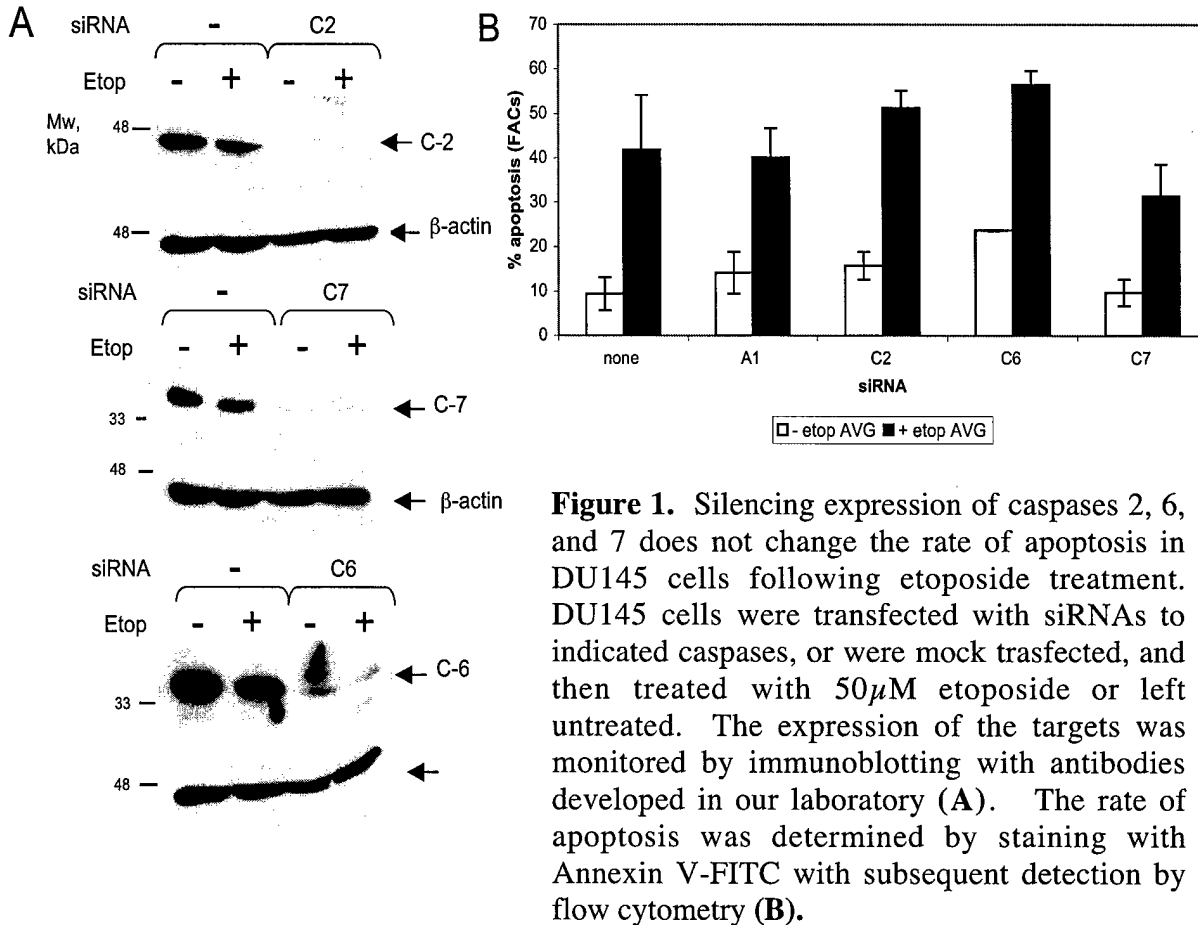 A
siRNA - C2
Etop - + - +
Mw, kDa
48
C-2
48
β-actin
siRNA - C7
Etop - + - +
33
C-7
48
β-actin
siRNA - C6
Etop - + - +
C-6
33
48
B
% apoptosis (FACs)
70
60
50
40
30
20
10
0
none A1 C2 C6 C7
siRNA
- etop AVG + etop AVG
Figure 1. Silencing expression of caspases 2, 6,
and 7 does not change the rate of apoptosis in
DU145 cells following etoposide treatment.
DU145 cells were transfected with siRNAs to
indicated caspases, or were mock trasfected, and
then treated with 50µM etoposide or left
untreated. The expression of the targets was
monitored by immunoblotting with antibodies
developed in our laboratory (A). The rate of
apoptosis was determined by staining with
Annexin V-FITC with subsequent detection by
flow cytometry (B).